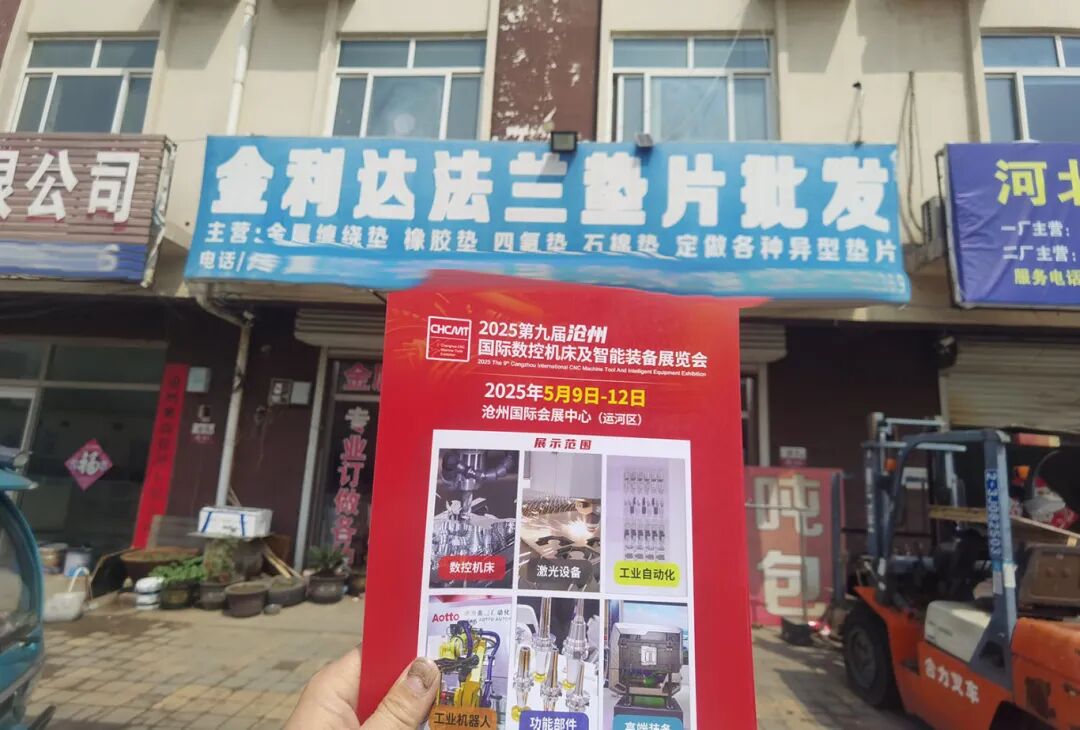 限公司
金利达法兰垫片批发
主营:金属缠绕垫 橡胶垫 四氟垫 石棉垫 定做各种异型垫片
电话/
河北
一厂主营:
二厂主营:
服务电话
CHCMT
2025第九届沧州
国际数控机床及智能装备展览会
2025 The 9th Cangzhou International CNC Machine Tool And Intelligent Equipment Exhibition
2025年5月9日-12日
沧州国际会展中心(运河区)
展示范围
数控机床
激光设备
工业自动化
Aotto
工业机器人
功能部件
高端装备
福
专业订做各
吨包
合力叉车